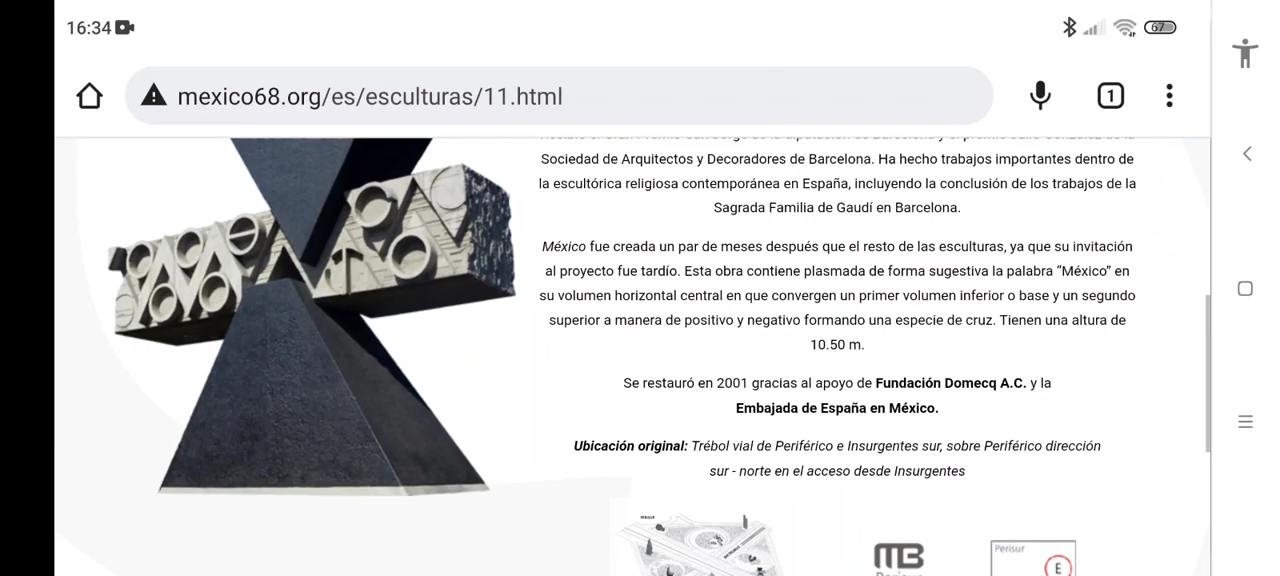 16:34
67
mexico68.org/es/esculturas/11.html
1
Sociedad de Arquitectos y Decoradores de Barcelona. Ha hecho trabajos importantes dentro de
la escultórica religiosa contemporánea en España, incluyendo la conclusión de los trabajos de la
Sagrada Familia de Gaudí en Barcelona.
México fue creada un par de meses después que el resto de las esculturas, ya que su invitación
al proyecto fue tardío. Esta obra contiene plasmada de forma sugestiva la palabra “México” en
su volumen horizontal central en que convergen un primer volumen inferior o base y un segundo
superior a manera de positivo y negativo formando una especie de cruz. Tienen una altura de
10.50 m.
Se restauró en 2001 gracias al apoyo de Fundación Domecq A.C. y la
Embajada de España en México.
Ubicación original: Trébol vial de Periférico e Insurgentes sur, sobre Periférico dirección
sur - norte en el acceso desde Insurgentes
Perisur
E